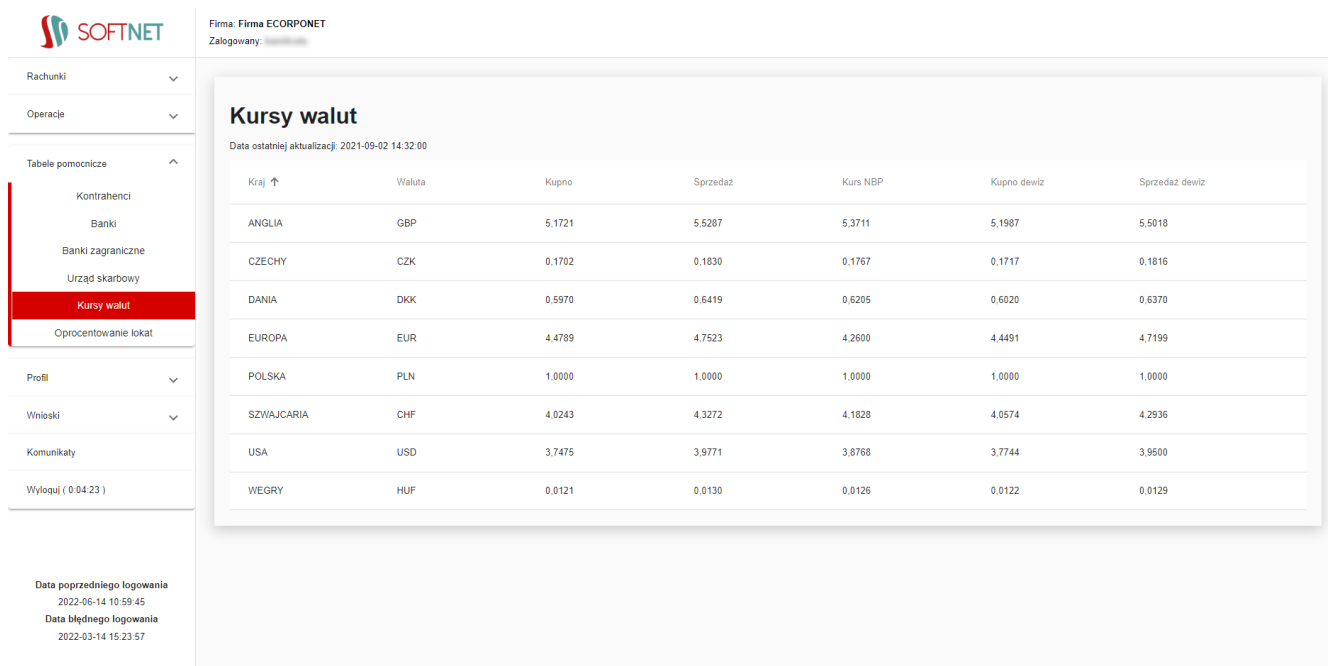 SOFTNET
Firma: Firma ECORPONET
Zalogowany:
Rachunki
Operacje
Tabele pomocnicze
Kontrahenci
Banki
Banki zagraniczne
Urząd skarbowy
Kursy walut
Oprocentowanie lokat
Profil
Wnioski
Komunikaty
Wyloguj ( 0:04:23 )
Data poprzedniego logowania
2022-06-14 10:59:45
Data błędnego logowania
2022-03-14 15:23:57
Kursy walut
Data ostatniej aktualizacji: 2021-09-02 14:32:00
Kraj ↑ Waluta Kupno Sprzedaż Kurs NBP Kupno dewiz Sprzedaż dewiz
ANGLIA GBP 5,1721 5,5287 5,3711 5,1987 5,5018
CZECHY CZK 0,1702 0,1830 0,1767 0,1717 0,1816
DANIA DKK 0,5970 0,6419 0,6205 0,6020 0,6370
EUROPA EUR 4,4789 4,7523 4,2600 4,4491 4,7199
POLSKA PLN 1,0000 1,0000 1,0000 1,0000 1,0000
SZWAJCARIA CHF 4,0243 4,3272 4,1828 4,0574 4,2936
USA USD 3,7475 3,9771 3,8768 3,7744 3,9500
WEGRY HUF 0,0121 0,0130 0,0126 0,0122 0,0129